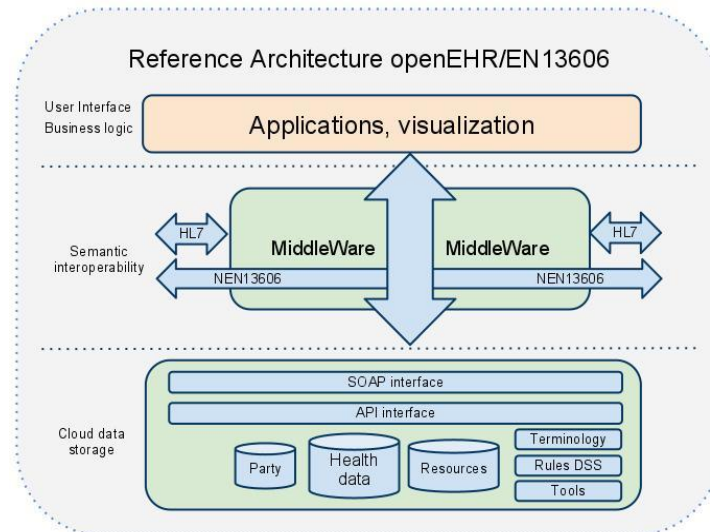 Reference Architecture openEHR/EN13606
User Interface
Business logic
Applications, visualization
HL7
MiddleWare
MiddleWare
HL7
Semantic
interoperability
NEN13606
NEN13606
SOAP interface
API interface
Cloud data
storage
Party
Health
data
Resources
Terminology
Rules DSS
Tools